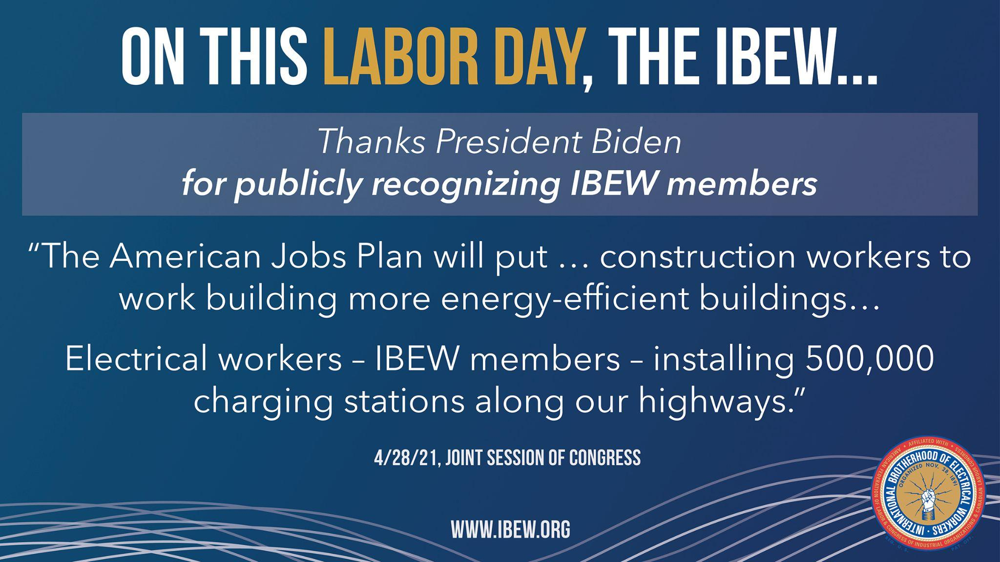 ON THIS LABOR DAY, THE IBEW...
Thanks President Biden
for publicly recognizing IBEW members
“The American Jobs Plan will put … construction workers to
work building more energy-efficient buildings…
Electrical workers – IBEW members – installing 500,000
charging stations along our highways.”
4/28/21, JOINT SESSION OF CONGRESS
WWW.IBEW.ORG
INTERNATIONAL BROTHERHOOD OF ELECTRICAL WORKERS
ORGANIZED NOV. 28, 1891
AFFILIATED WITH
AMERICAN FEDERATION OF LABOR & CONGRESS OF INDUSTRIAL ORGANIZATIONS & CANADIAN LABOUR CONGRESS
REG. U. S. PAT. OFF.